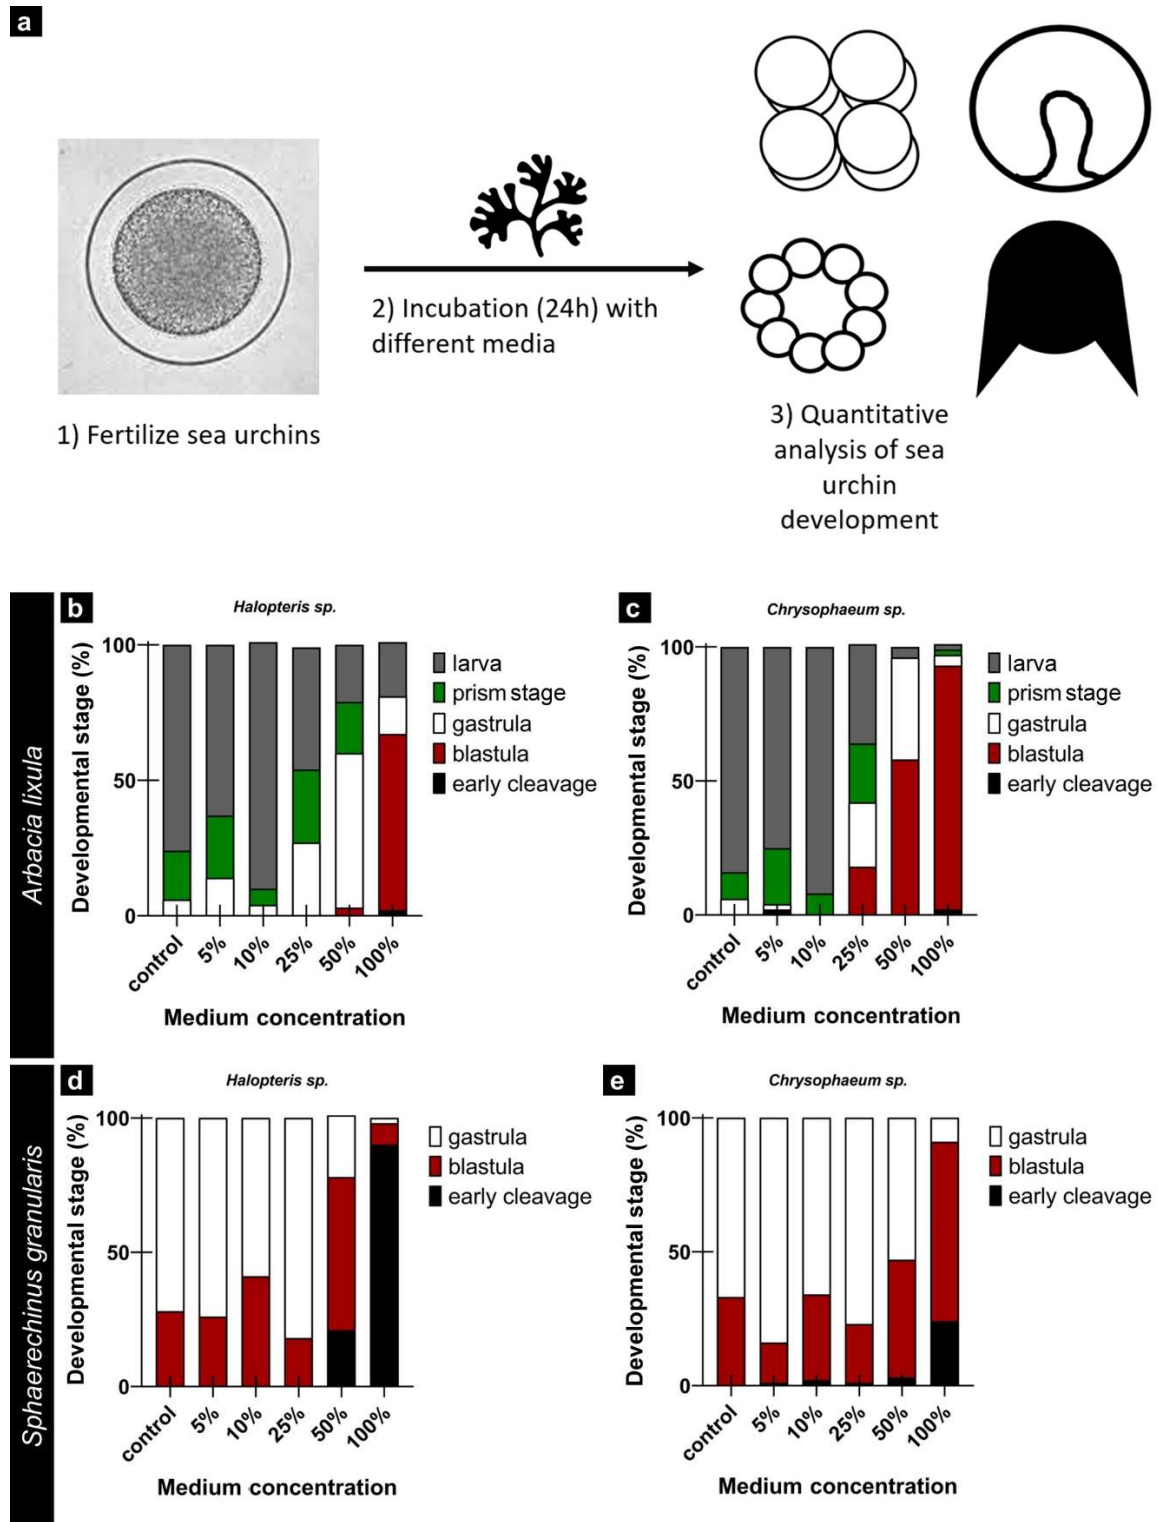 a
1) Fertilize sea urchins
2) Incubation (24h) with
different media
3) Quantitative
analysis of sea
urchin
development
Arbacia lixula
b
Halopteris sp.
Developmental stage (%)
100
50
0
control
5%
10%
25%
50%
100%
Medium concentration
larva
prism stage
gastrula
blastula
early cleavage
c
Chrysophaeum sp.
Developmental stage (%)
100
50
0
control
5%
10%
25%
50%
100%
Medium concentration
larva
prism stage
gastrula
blastula
early cleavage
Sphaerechinus granularis
d
Halopteris sp.
Developmental stage (%)
100
50
0
control
5%
10%
25%
50%
100%
Medium concentration
gastrula
blastula
early cleavage
e
Chrysophaeum sp.
Developmental stage (%)
100
50
0
control
5%
10%
25%
50%
100%
Medium concentration
gastrula
blastula
early cleavage